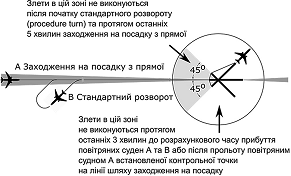 Злети в цій зоні не виконуються
після початку стандартного розвороту
(procedure turn) та протягом останніх
5 хвилин заходження на посадку з прямої
A Заходження на посадку з прямої
45°
45°
B Стандартний розворот
Злети в цій зоні
не виконуються протягом
останніх 3 хвилин до розрахункового часу прибуття
повітряних суден A та B або після прольоту повітряним
судном A встановленої контрольної точки
на лінії шляху заходження на посадку